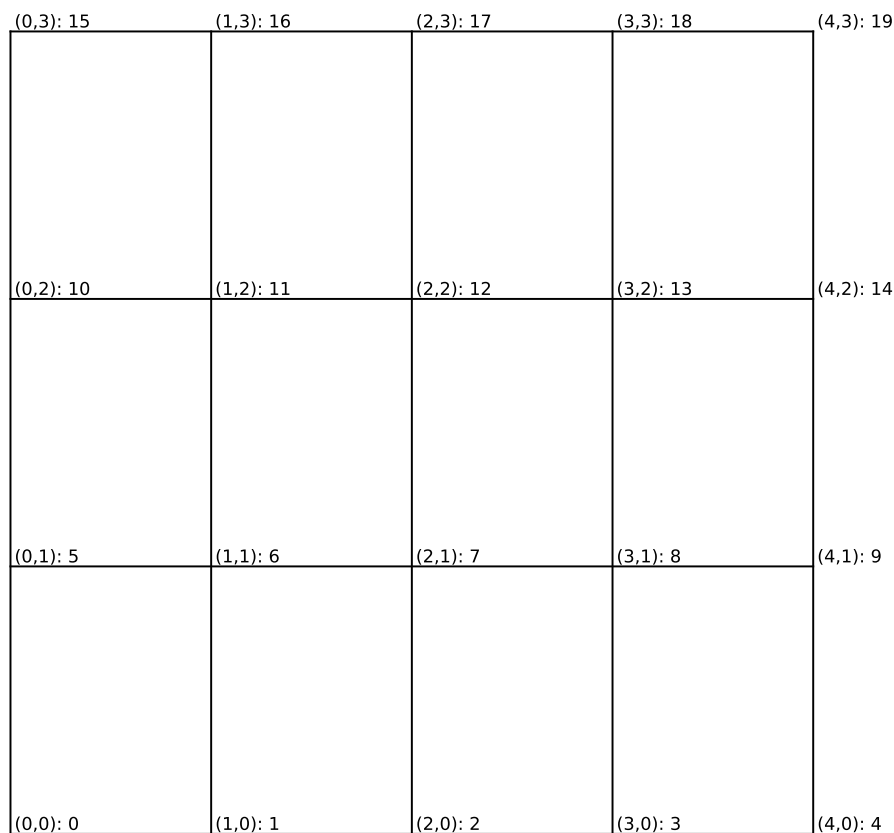 (0,3): 15 (1,3): 16 (2,3): 17 (3,3): 18 (4,3): 19
(0,2): 10 (1,2): 11 (2,2): 12 (3,2): 13 (4,2): 14
(0,1): 5 (1,1): 6 (2,1): 7 (3,1): 8 (4,1): 9
(0,0): 0 (1,0): 1 (2,0): 2 (3,0): 3 (4,0): 4